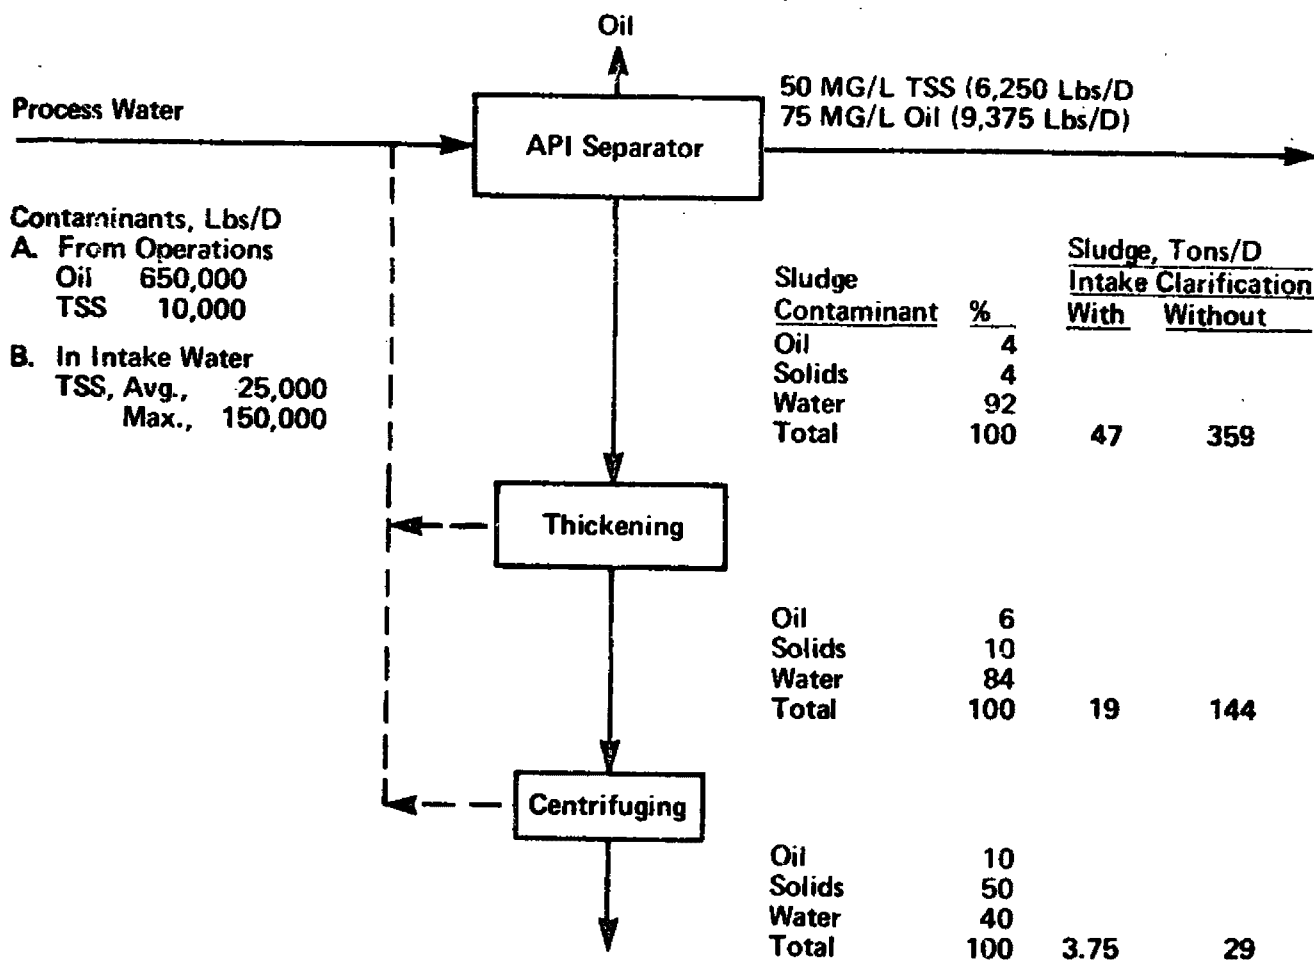 Oil
50 MG/L TSS (6,250 Lbs/D
75 MG/L Oil (9,375 Lbs/D)
Process Water
API Separator
Contaminants, Lbs/D
A. From Operations
Oil 650,000
TSS 10,000
B. In Intake Water
TSS, Avg., 25,000
Max., 150,000
Sludge, Tons/D
Sludge Intake Clarification
Contaminant % With Without
Oil 4
Solids 4
Water 92
Total 100 47 359
Thickening
Oil 6
Solids 10
Water 84
Total 100 19 144
Centrifuging
Oil 10
Solids 50
Water 40
Total 100 3.75 29